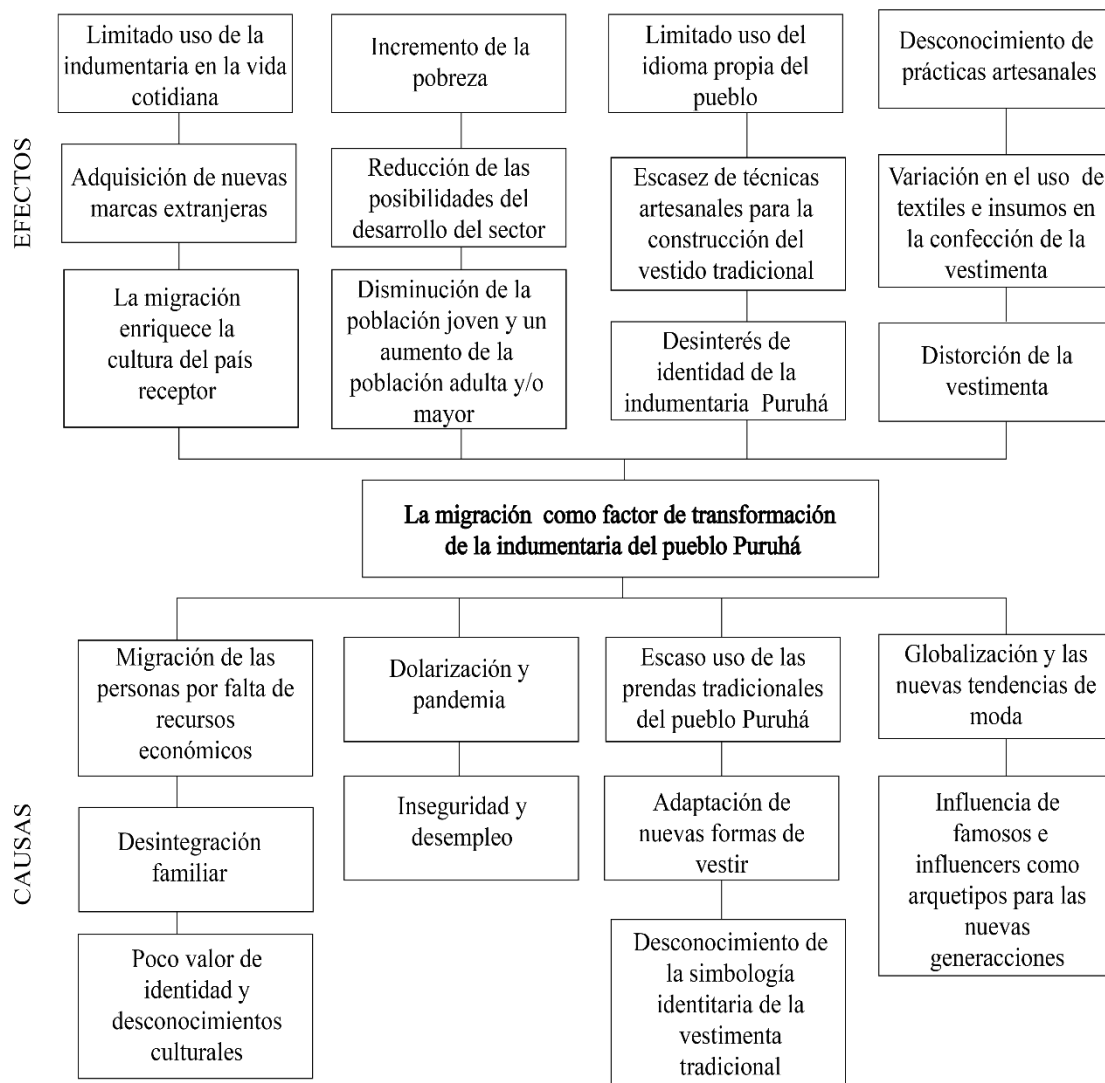 EFECTOS
Limitado uso de la
indumentaria en la vida
cotidiana
Incremento de la
pobreza
Limitado uso del
idioma propia del
pueblo
Desconocimiento de
prácticas artesanales
Adquisición de nuevas
marcas extranjeras
Reducción de las
posibilidades del
desarrollo del sector
Escasez de técnicas
artesanales para la
construcción del
vestido tradicional
Variación en el uso de
textiles e insumos en
la confección de la
vestimenta
La migración
enriquece la
cultura del país
receptor
Disminución de la
población joven y un
aumento de la
población adulta y/o
mayor
Desinterés de
identidad de la
indumentaria Puruhá
Distorción de la
vestimenta
La migración como factor de transformación
de la indumentaria del pueblo Puruhá
CAUSAS
Migración de las
personas por falta de
recursos
económicos
Dolarización y
pandemia
Escaso uso de las
prendas tradicionales
del pueblo Puruhá
Globalización y las
nuevas tendencias de
moda
Desintegración
familiar
Inseguridad y
desempleo
Adaptación de
nuevas formas de
vestir
Influencia de
famosos e
influencers como
arquetipos para las
nuevas
generacciones
Poco valor de
identidad y
desconocimientos
culturales
Desconocimiento de
la simbología
identitaria de la
vestimenta
tradicional